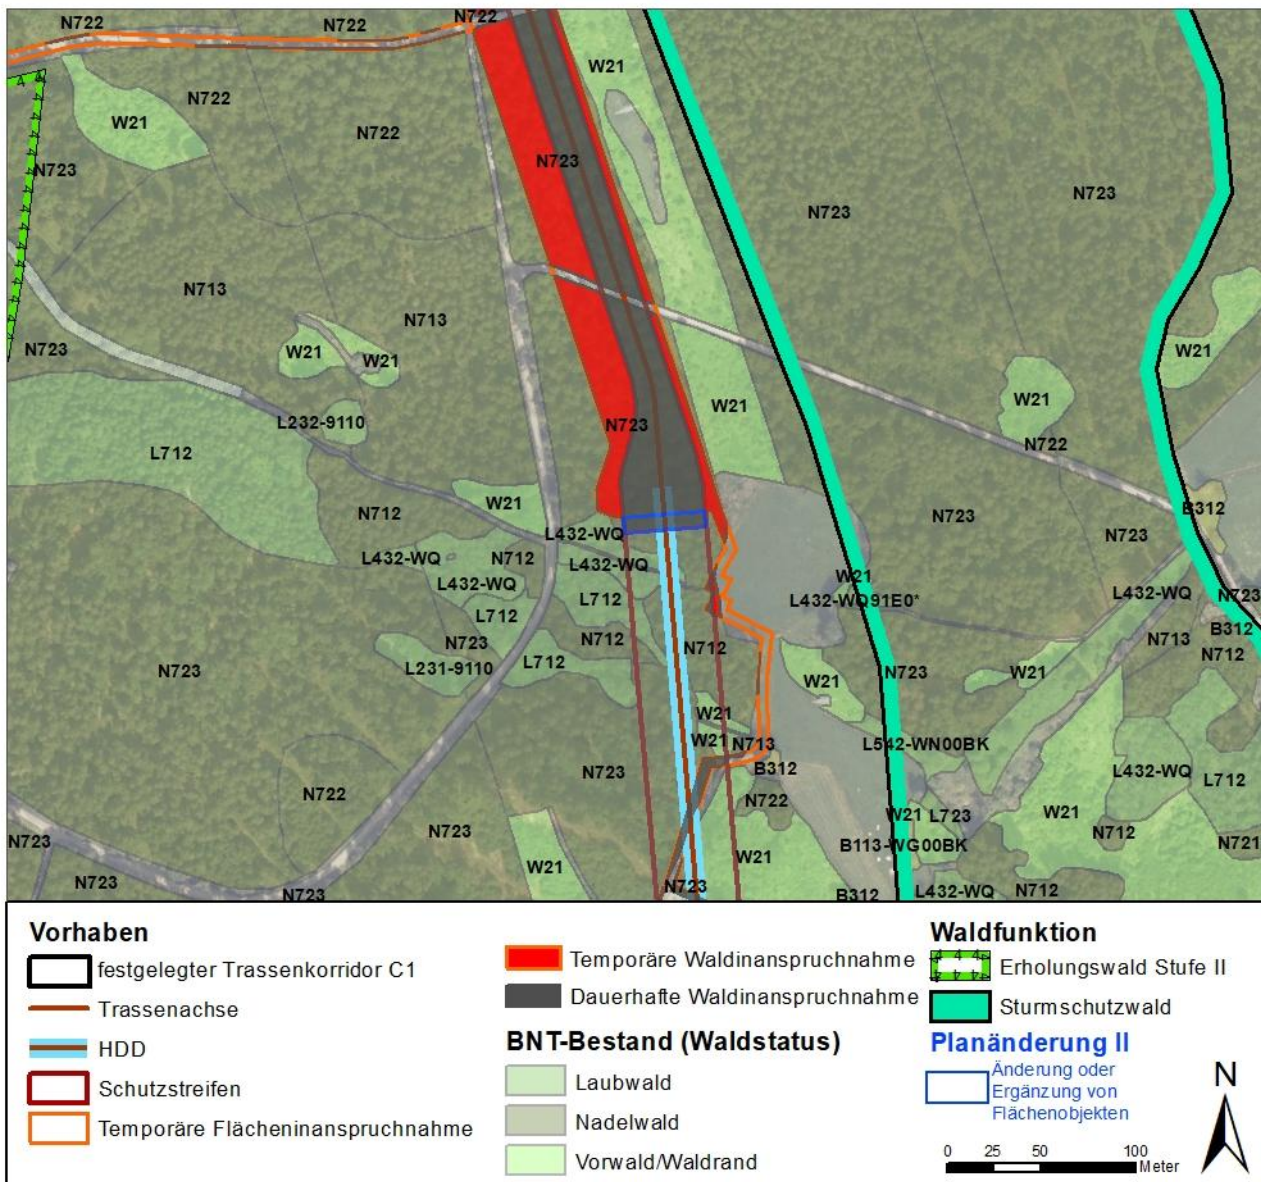 N722
N722
N722
W21
N722
W21
N722
N723
N723
N723
N723
N713
N713
N723
W21
W21
W21
W21
W21
N722
L232-9110
N723
L712
W21
N712
L432-WQ
N723
B312
N723
L432-WQ
N712
L432-WQ
W21
L432-WQ
L432-WQ91E0*
L432-WQ
N723
L712
L712
N723
N712
N712
N713
B312
N712
N723
L231-9110
L712
N723
W21
W21
L542-WN00BK
W21
W21
N713
B312
N723
L432-WQ
L712
N722
N722
W21
L723
W21
N723
N723
B113-WG00BK
N712
N721
W21
W21
N723
N723
N723
B312
L432-WQ
N712
Vorhaben
festgelegter Trassenkorridor C1
Trassenachse
HDD
Schutzstreifen
Temporäre Flächeninanspruchnahme
Temporäre Waldinanspruchnahme
Dauerhafte Waldinanspruchnahme
BNT-Bestand (Waldstatus)
Laubwald
Nadelwald
Vorwald/Waldrand
Waldfunktion
Erholungswald Stufe II
Sturmschutzwald
Planänderung II
Änderung oder
Ergänzung von
Flächenobjekten
N
0 25 50 100
Meter